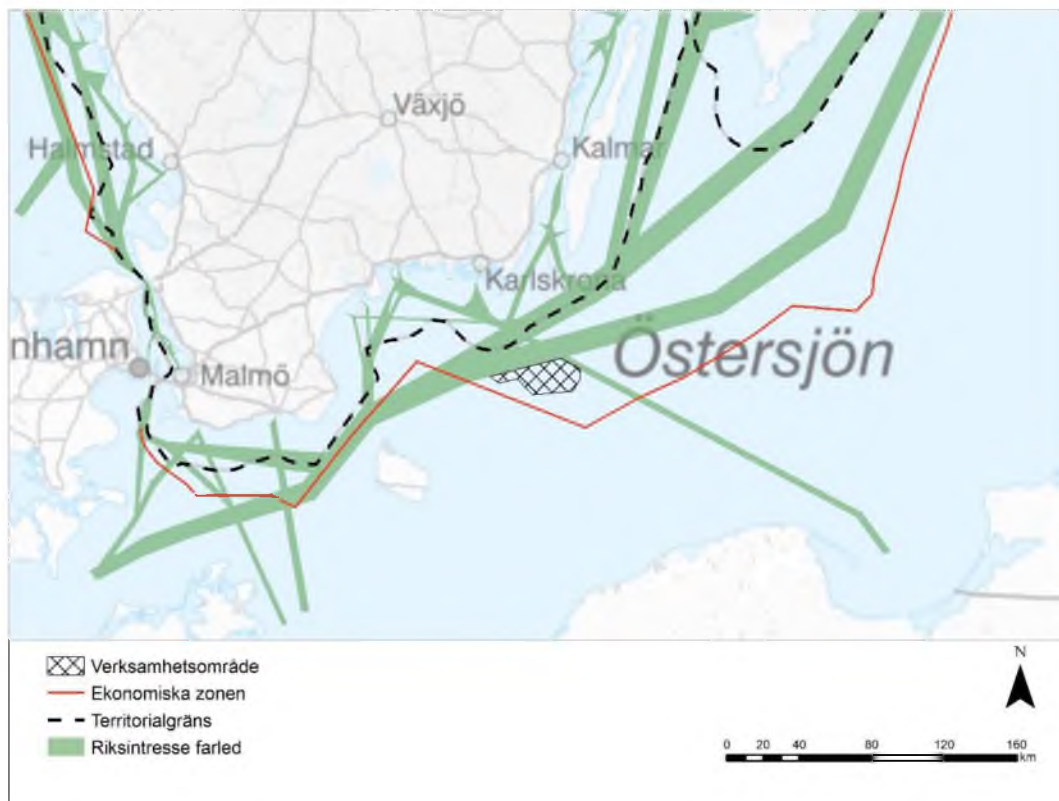 Växjö
Halmstad
Kalmar
Karlskrona
nhamn
Malmö
Östersjön
Verksamhetsområde
Ekonomiska zonen
Territorialgräns
Riksintresse farled
N
0 20 40 80 120 160
km